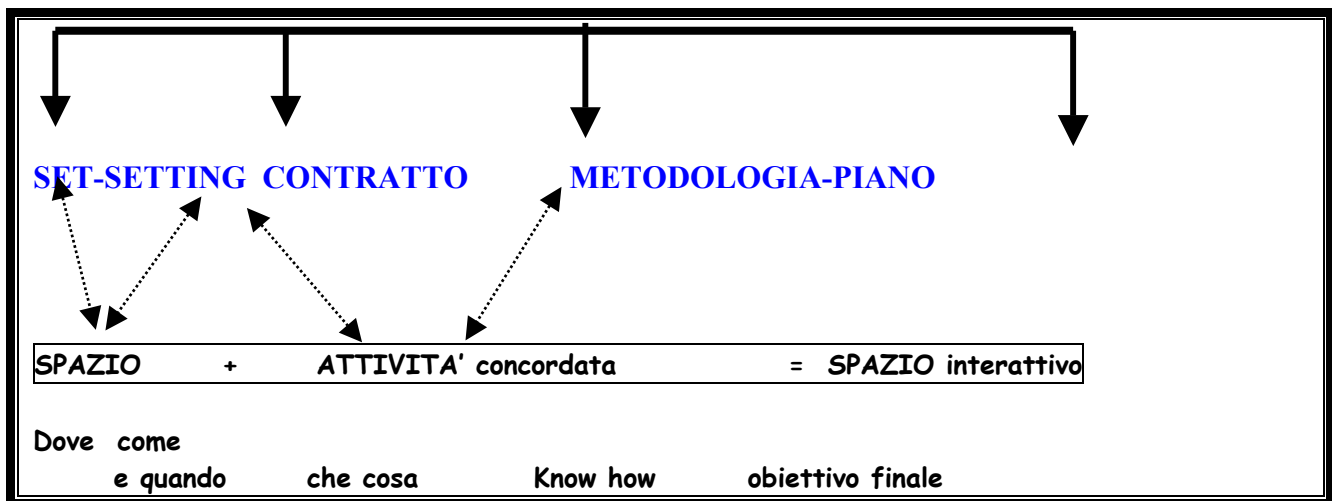 SET-SETTING CONTRATTO METODOLOGIA-PIANO
SPAZIO + ATTIVITA' concordata = SPAZIO interattivo
Dove come
e quando che cosa Know how obiettivo finale